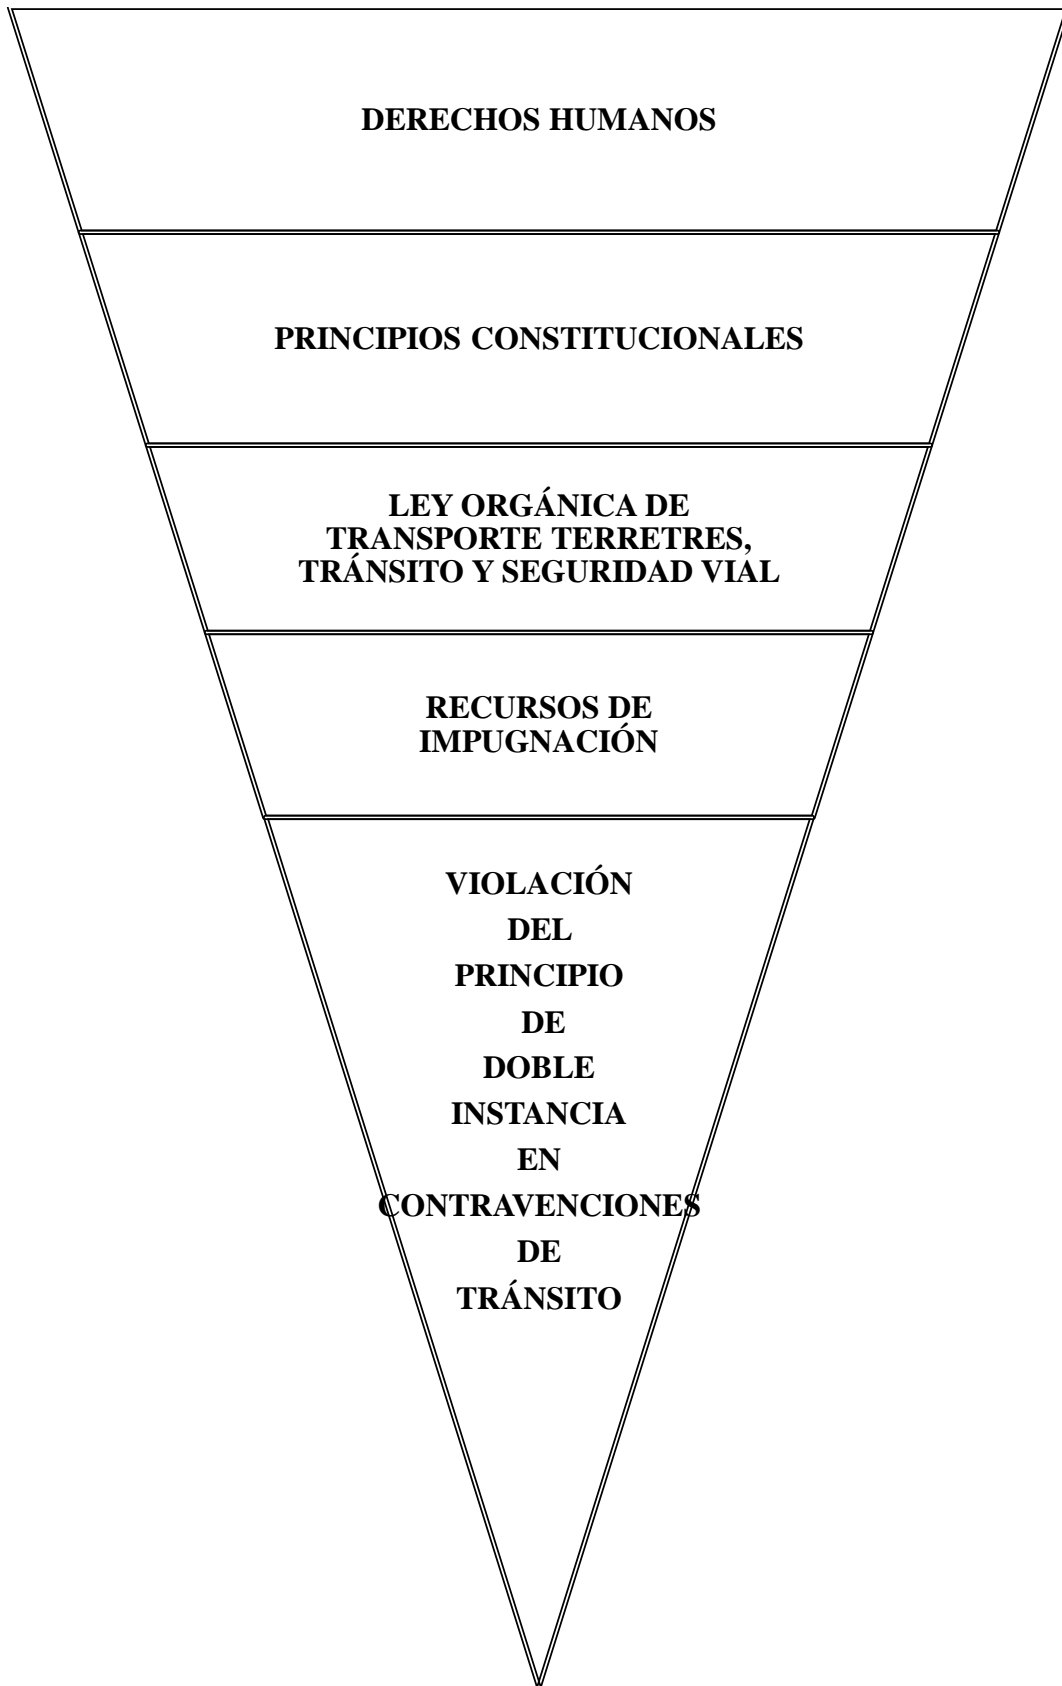 DERECHOS HUMANOS
PRINCIPIOS CONSTITUCIONALES
LEY ORGÁNICA DE
TRANSPORTE TERRETRES,
TRÁNSITO Y SEGURIDAD VIAL
RECURSOS DE
IMPUGNACIÓN
VIOLACIÓN
DEL
PRINCIPIO
DE
DOBLE
INSTANCIA
EN
CONTRAVENCIONES
DE
TRÁNSITO